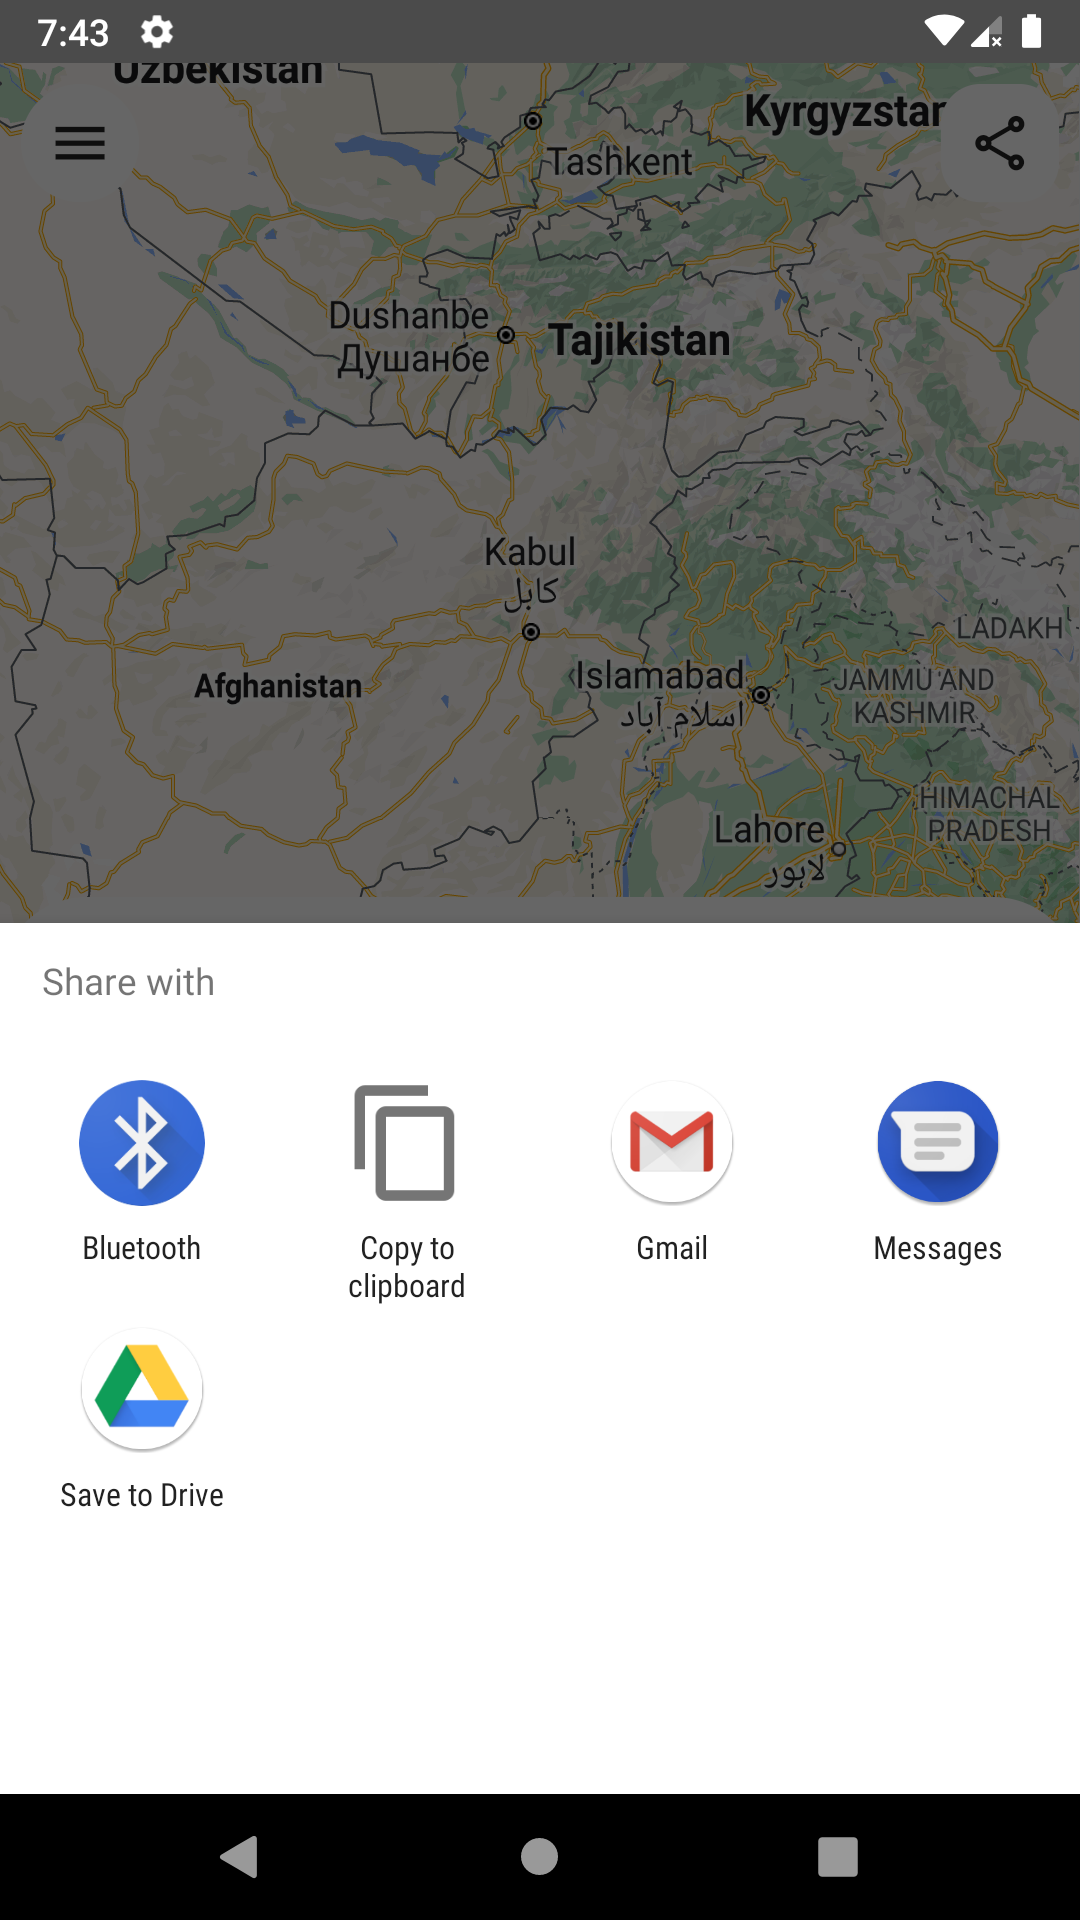 7:43
Uzbekistan
Kyrgyzstan
Tashkent
Dushanbe
Душанбе
Tajikistan
Kabul
کابل
LADAKH
Islamabad
اسلام آباد
JAMMU AND
KASHMIR
Afghanistan
HIMACHAL
PRADESH
Lahore
لاہور
Share with
Bluetooth
Copy to
clipboard
Gmail
Messages
Save to Drive